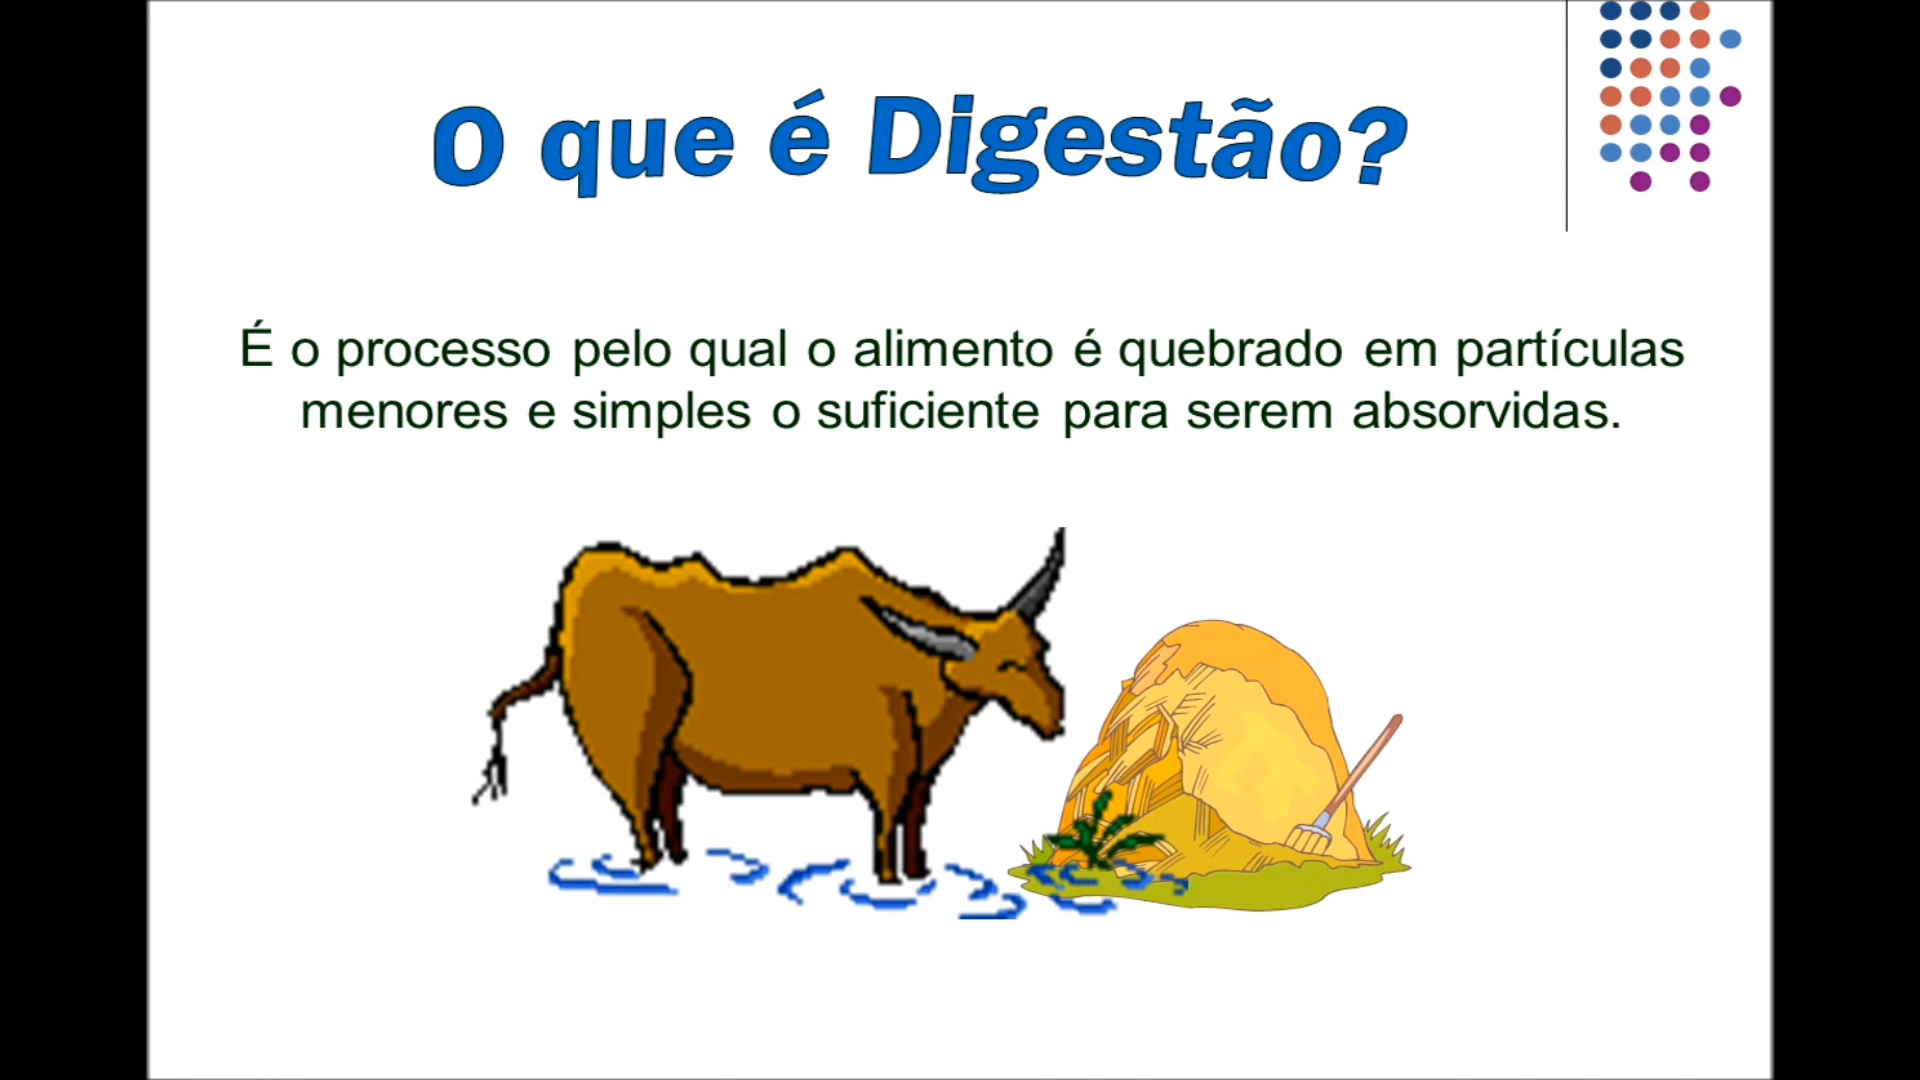 O que é Digestão?
É o processo pelo qual o alimento é quebrado em partículas
menores e simples o suficiente para serem absorvidas.